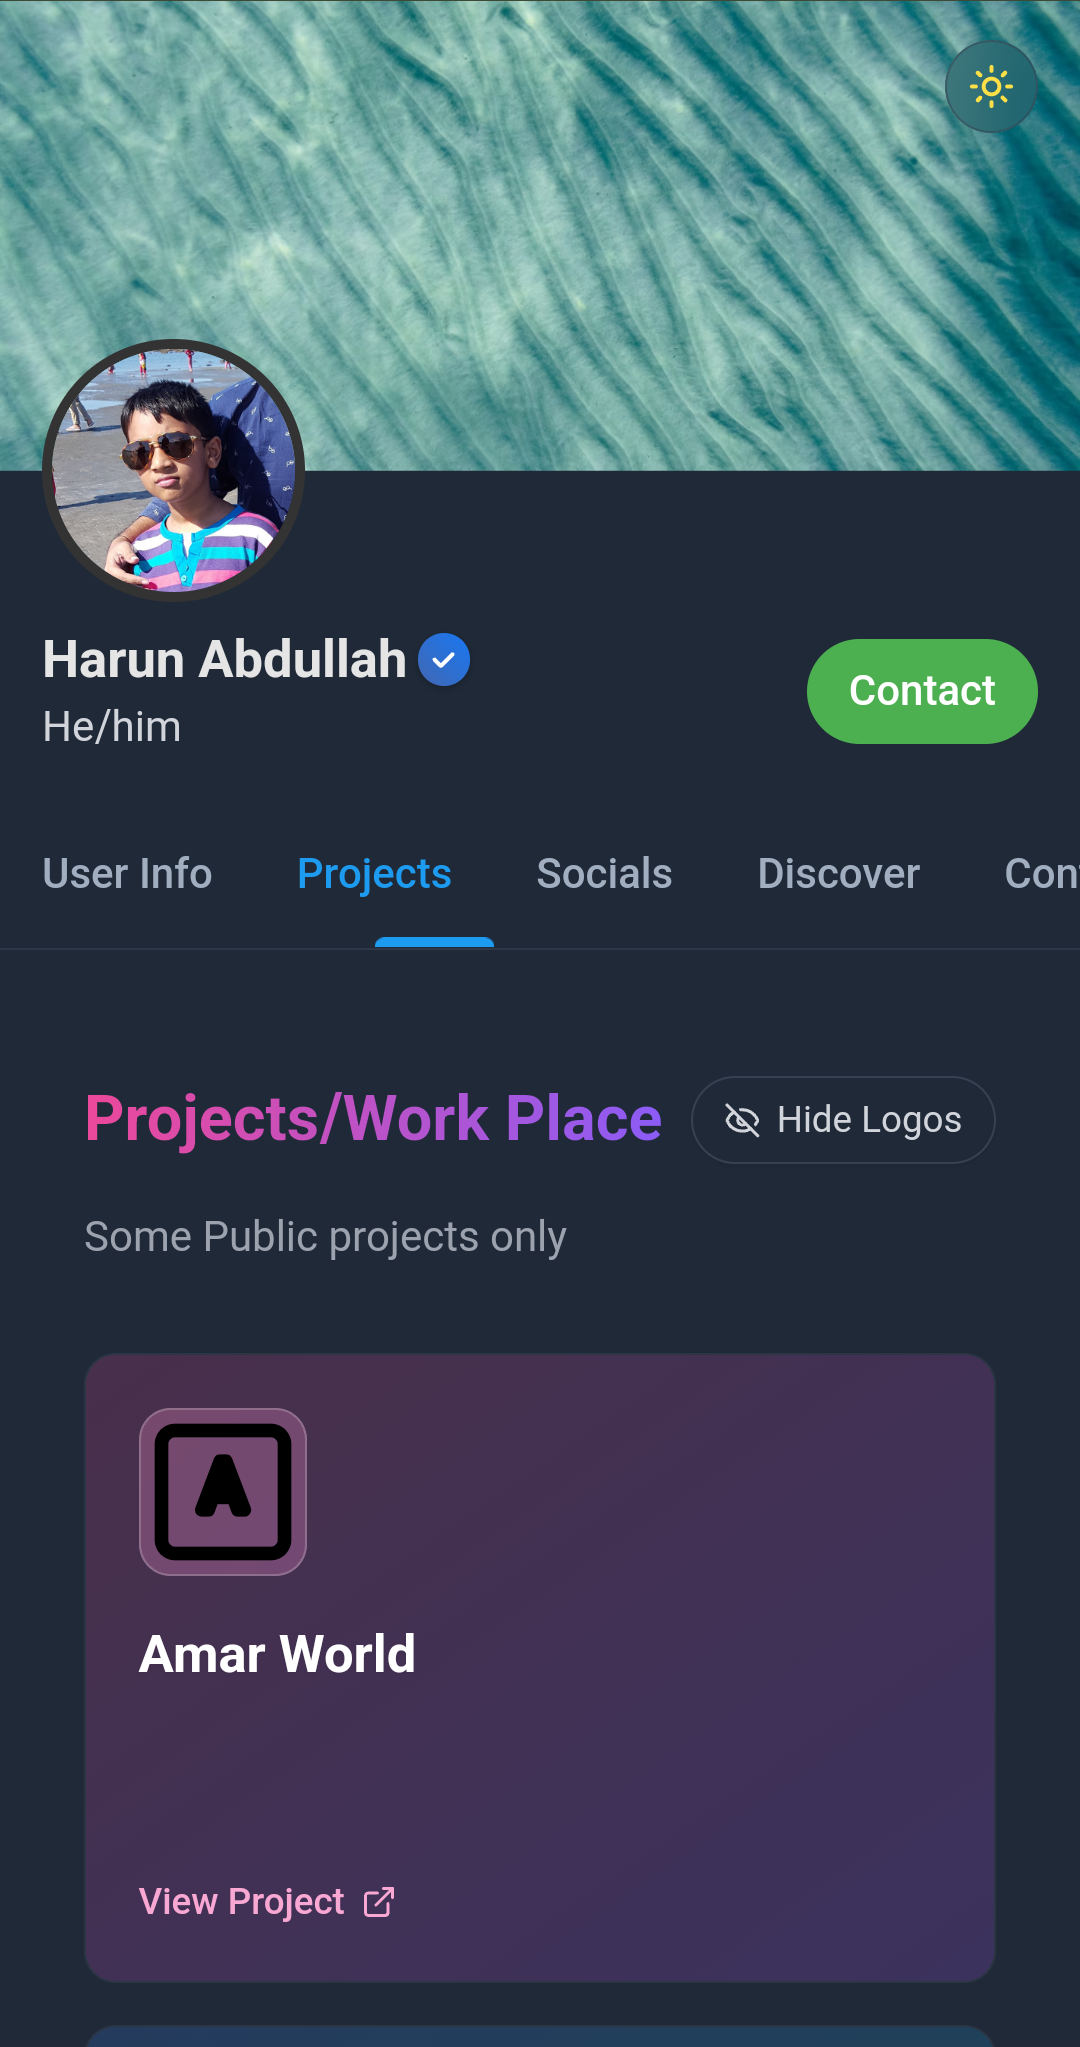 Harun Abdullah
He/him
Contact
User Info Projects Socials Discover Con
Projects/Work Place
Hide Logos
Some Public projects only
A
Amar World
View Project